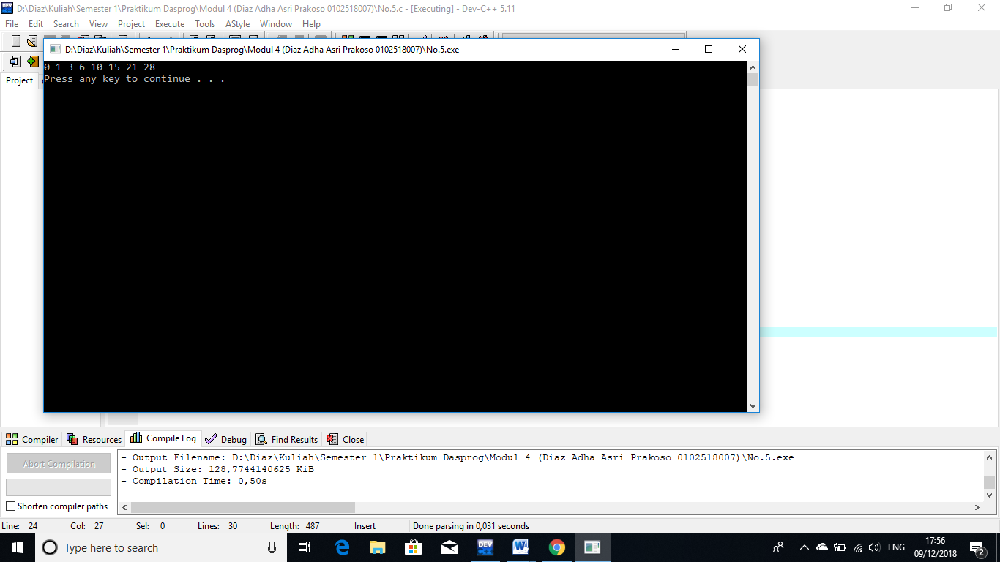 D:\Diaz\Kuliah\Semester 1\Praktikum Dasprog\Modul 4 (Diaz Adha Asri Prakoso 0102518007)\No.5.c - [Executing] - Dev-C++ 5.11
File Edit Search View Project Execute Tools AStyle Window Help
D:\Diaz\Kuliah\Semester 1\Praktikum Dasprog\Modul 4 (Diaz Adha Asri Prakoso 0102518007)\No.5.exe
0 1 3 6 10 15 21 28
Press any key to continue . . .
Project
Compiler Resources Compile Log Debug Find Results Close
Abort Compilation
Shorten compiler paths
- Output Filename: D:\Diaz\Kuliah\Semester 1\Praktikum Dasprog\Modul 4 (Diaz Adha Asri Prakoso 0102518007)\No.5.exe
- Output Size: 128,7744140625 KiB
- Compilation Time: 0,50s
Line: 24 Col: 27 Sel: 0 Lines: 30 Length: 487 Insert Done parsing in 0,031 seconds
Type here to search
DEV
ENG
17:56
09/12/2018
2